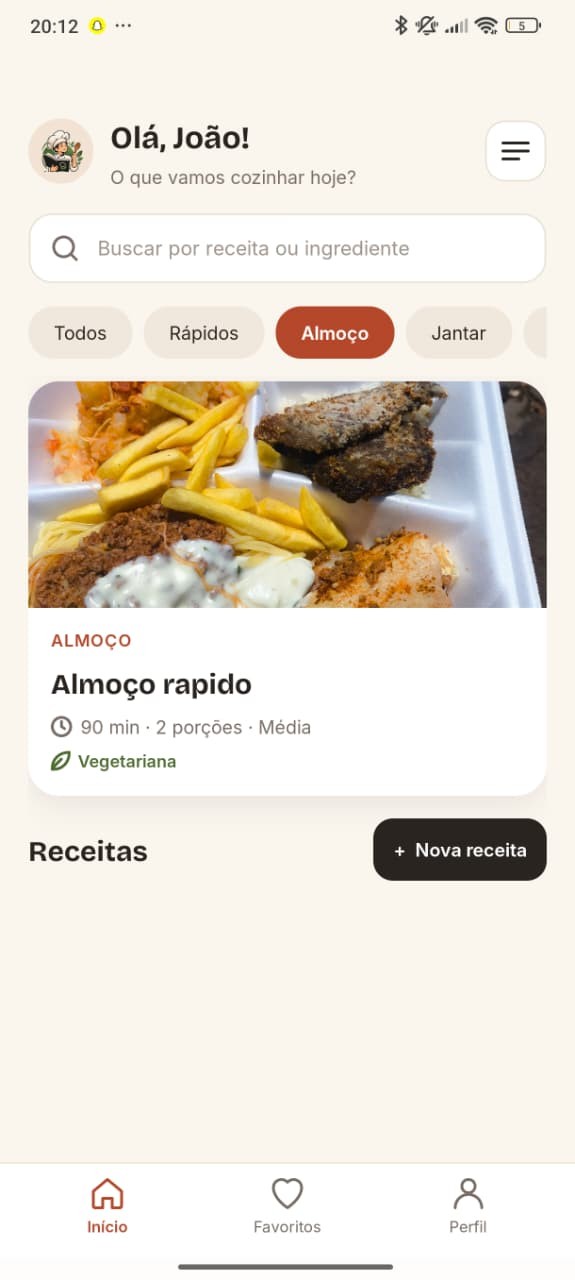 20:12
5
Olá, João!
O que vamos cozinhar hoje?
Buscar por receita ou ingrediente
Todos
Rápidos
Almoço
Jantar
ALMOÇO
Almoço rapido
90 min · 2 porções · Média
Vegetariana
Receitas
+ Nova receita
Início
Favoritos
Perfil